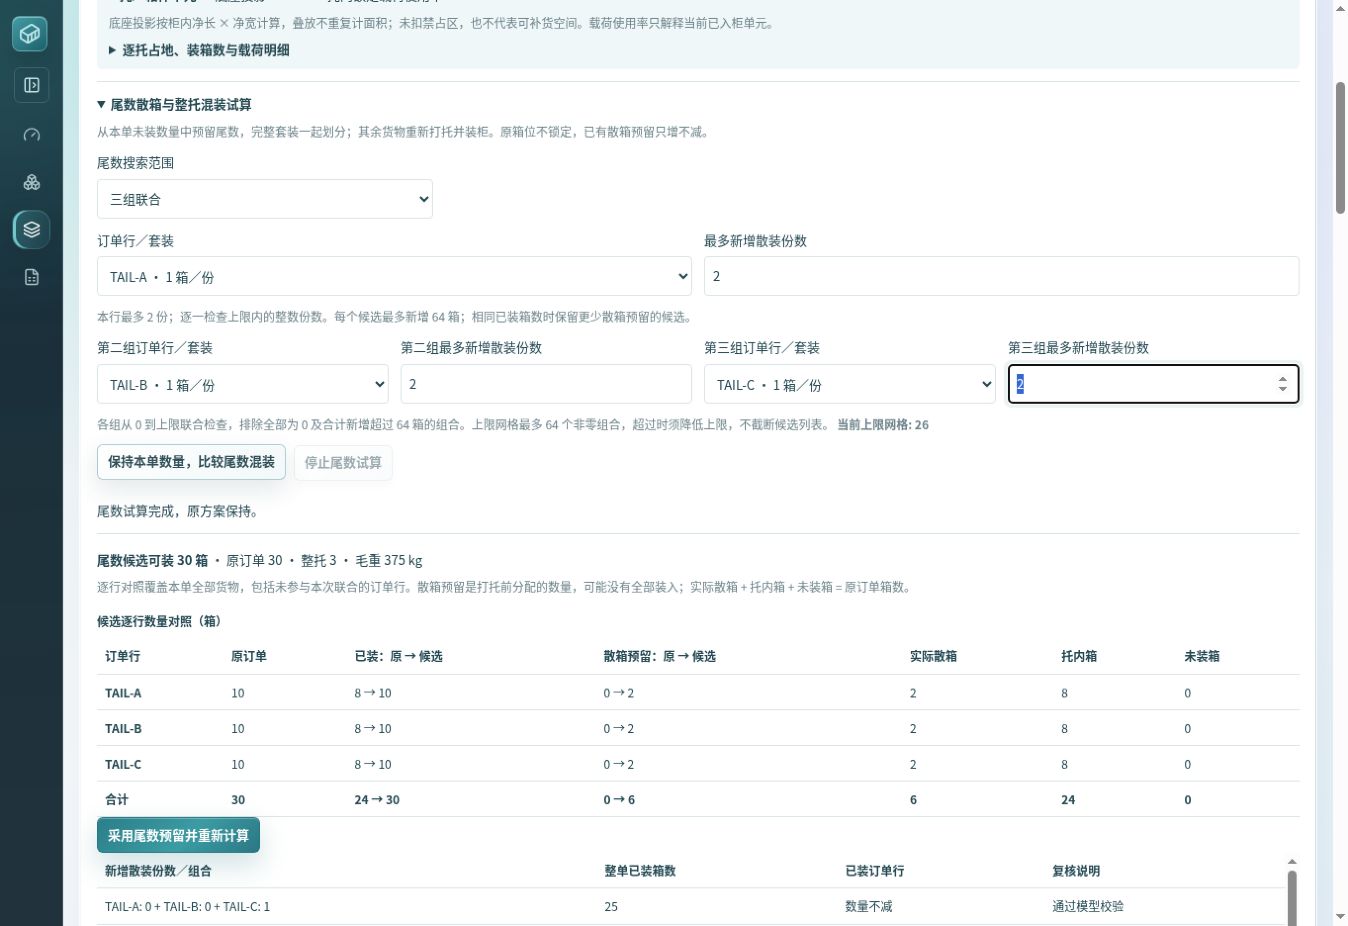 底座投影按柜内净长 × 净宽计算，叠放不重复计面积；未扣禁占区，也不代表可补货空间。载荷使用率只解释当前已入柜单元。
逐托占地、装箱数与载荷明细
尾数散箱与整托混装试算
从本单未装数量中预留尾数，完整套装一起划分；其余货物重新打托并装柜。原箱位不锁定，已有散箱预留只增不减。
尾数搜索范围
三组联合
订单行／套装 最多新增散装份数
TAIL-A · 1 箱／份 2
本行最多 2 份；逐一检查上限内的整数份数。每个候选最多新增 64 箱；相同已装箱数时保留更少散箱预留的候选。
第二组订单行／套装 第二组最多新增散装份数 第三组订单行／套装 第三组最多新增散装份数
TAIL-B · 1 箱／份 2 TAIL-C · 1 箱／份 2
各组从 0 到上限联合检查，排除全部为 0 及合计新增超过 64 箱的组合。上限网格最多 64 个非零组合，超过时须降低上限，不截断候选列表。 当前上限网格: 26
保持本单数量，比较尾数混装 停止尾数试算
尾数试算完成，原方案保持。
尾数候选可装 30 箱 · 原订单 30 · 整托 3 · 毛重 375 kg
逐行对照覆盖本单全部货物，包括未参与本次联合的订单行。散箱预留是打托前分配的数量，可能没有全部装入；实际散箱 + 托内箱 + 未装箱 = 原订单箱数。
候选逐行数量对照（箱）
订单行 原订单 已装：原 → 候选 散箱预留：原 → 候选 实际散箱 托内箱 未装箱
TAIL-A 10 8 → 10 0 → 2 2 8 0
TAIL-B 10 8 → 10 0 → 2 2 8 0
TAIL-C 10 8 → 10 0 → 2 2 8 0
合计 30 24 → 30 0 → 6 6 24 0
采用尾数预留并重新计算
新增散装份数／组合 整单已装箱数 已装订单行 复核说明
TAIL-A: 0 + TAIL-B: 0 + TAIL-C: 1 25 数量不减 通过模型校验